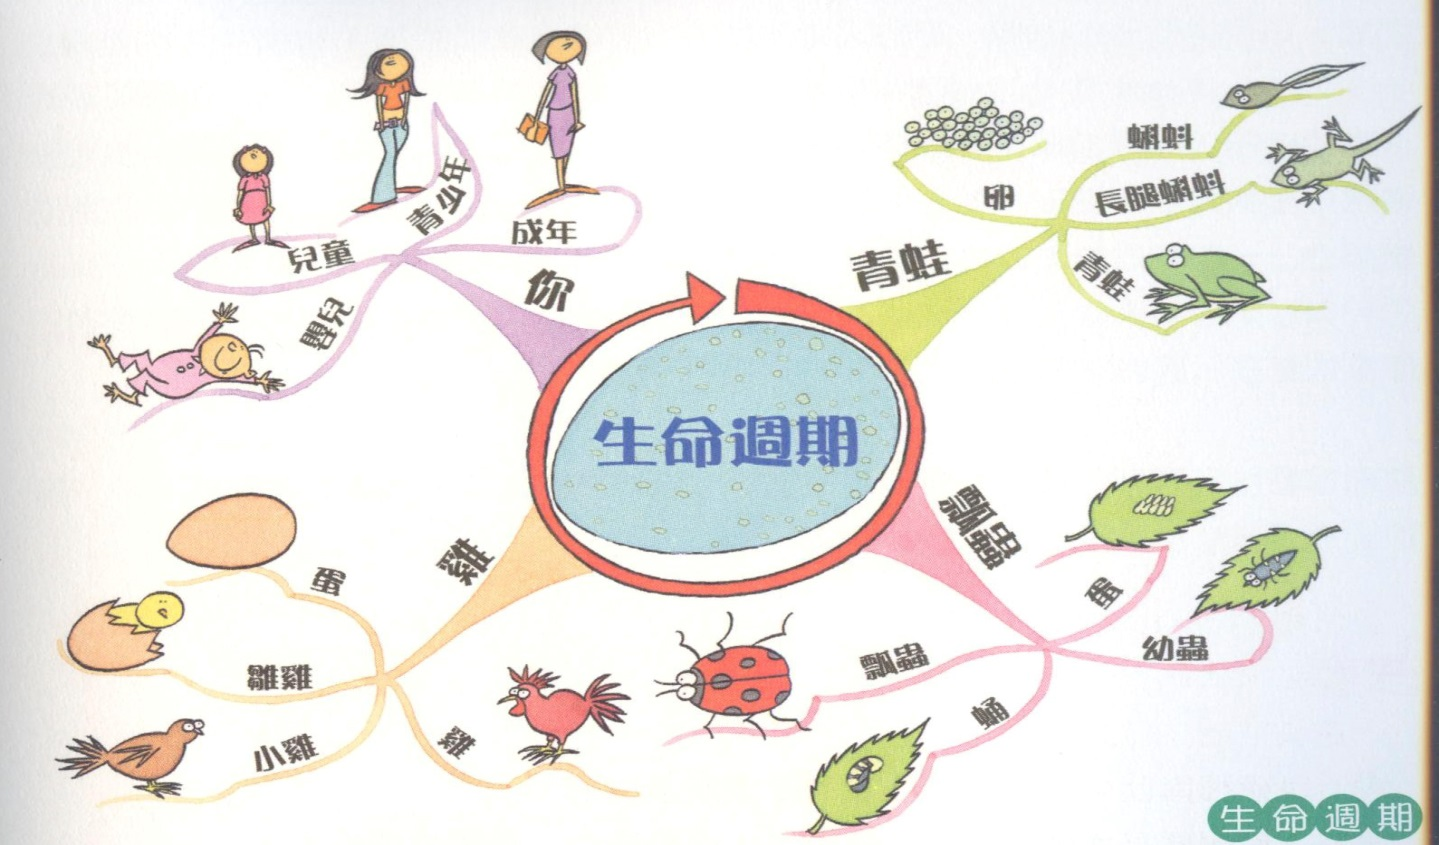 生命週期
青蛙
卵
蝌蚪
長腿蝌蚪
青蛙
瓢蟲
蛋
幼蟲
蛹
瓢蟲
雞
蛋
雛雞
小雞
雞
你
嬰兒
兒童
青少年
成年
生命週期